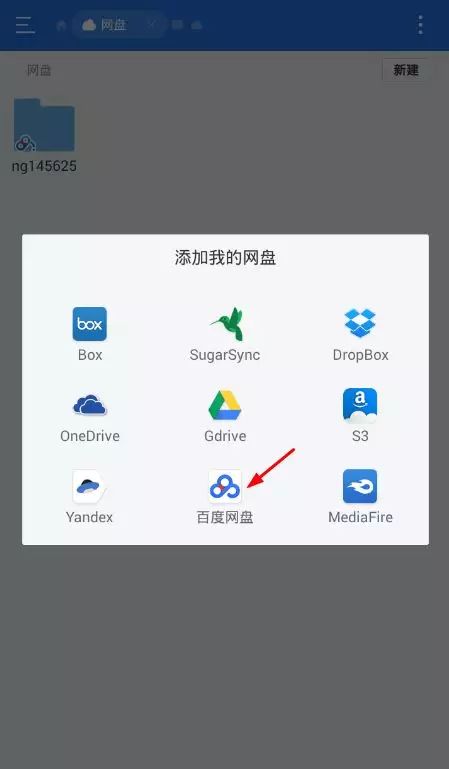 网盘
网盘
新建
ng145625
添加我的网盘
box
Box
SugarSync
DropBox
OneDrive
Gdrive
a
S3
Yandex
百度网盘
MediaFire